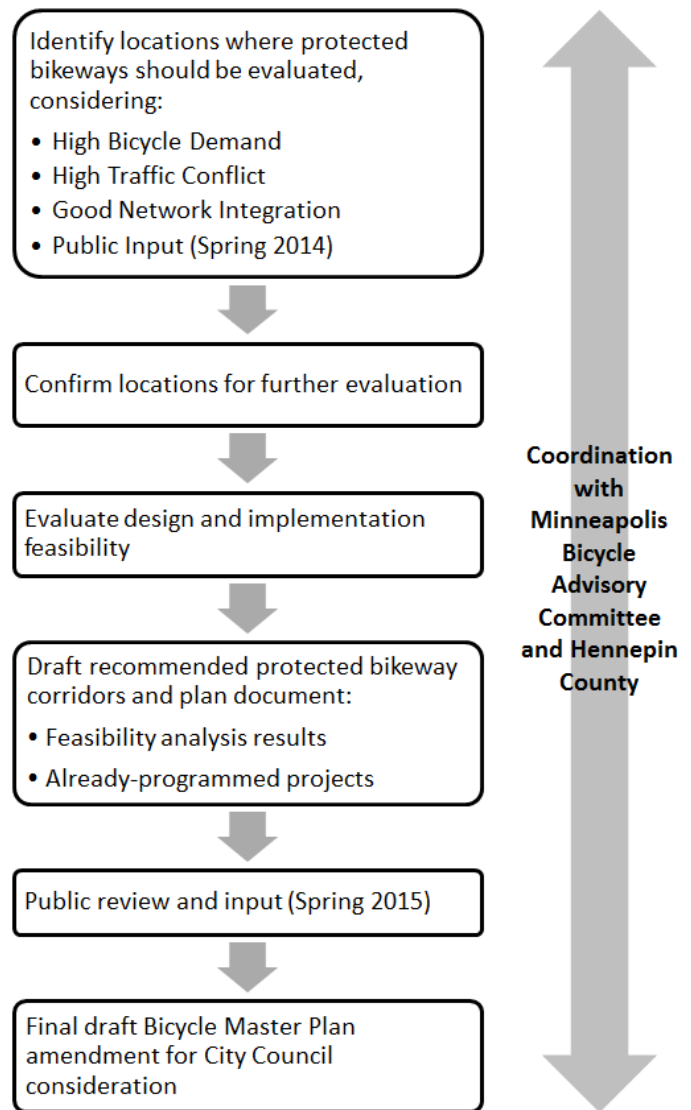 Identify locations where protected
bikeways should be evaluated,
considering:
• High Bicycle Demand
• High Traffic Conflict
• Good Network Integration
• Public Input (Spring 2014)
Confirm locations for further evaluation
Evaluate design and implementation
feasibility
Draft recommended protected bikeway
corridors and plan document:
• Feasibility analysis results
• Already-programmed projects
Public review and input (Spring 2015)
Final draft Bicycle Master Plan
amendment for City Council
consideration
Coordination
with
Minneapolis
Bicycle
Advisory
Committee
and Hennepin
County